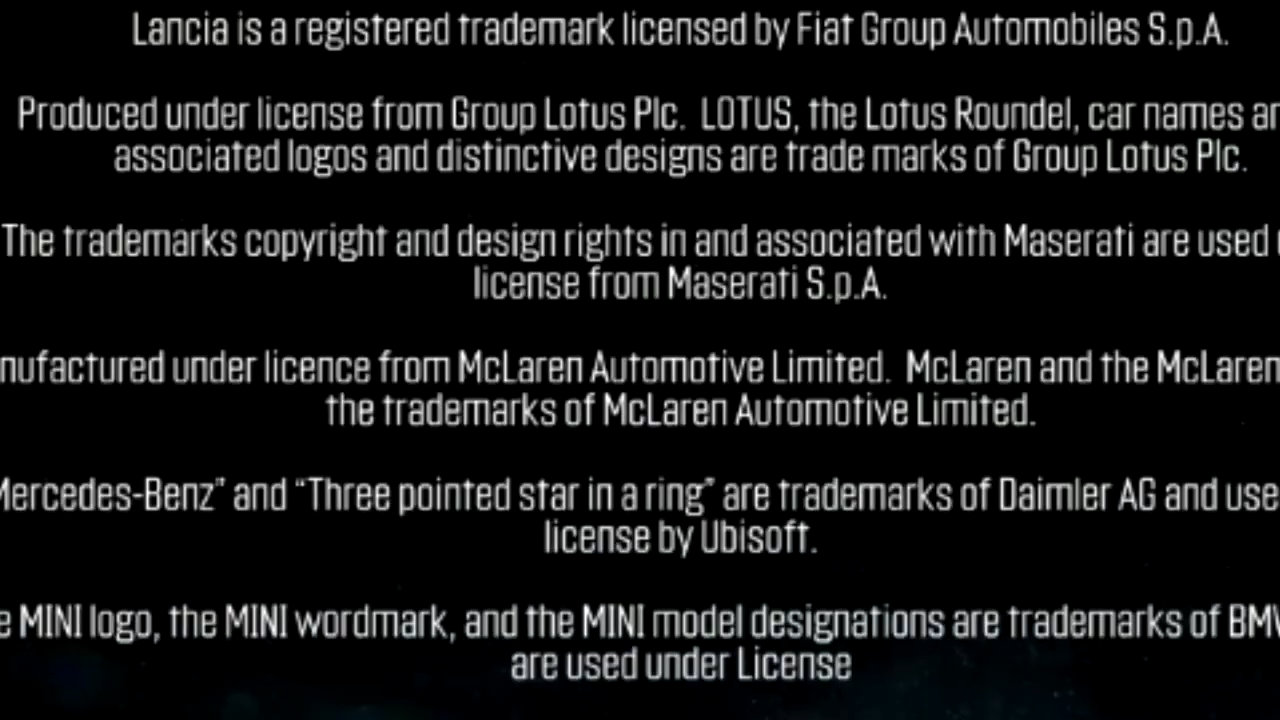 Lancia is a registered trademark licensed by Fiat Group Automobiles S.p.A.
Produced under license from Group Lotus Plc. LOTUS, the Lotus Roundel, car names
associated logos and distinctive designs are trade marks of Group Lotus Plc.
The trademarks copyright and design rights in and associated with Maserati are used
license from Maserati S.p.A.
under licence from McLaren Automotive Limited. McLaren and the McLaren
the trademarks of McLaren Automotive Limited.
Mercedes-Benz” and “Three pointed star in a ring” are trademarks of Daimler AG and
license by Ubisoft.
MINI logo, the MINI wordmark, and the MINI model designations are trademarks of
are used under License